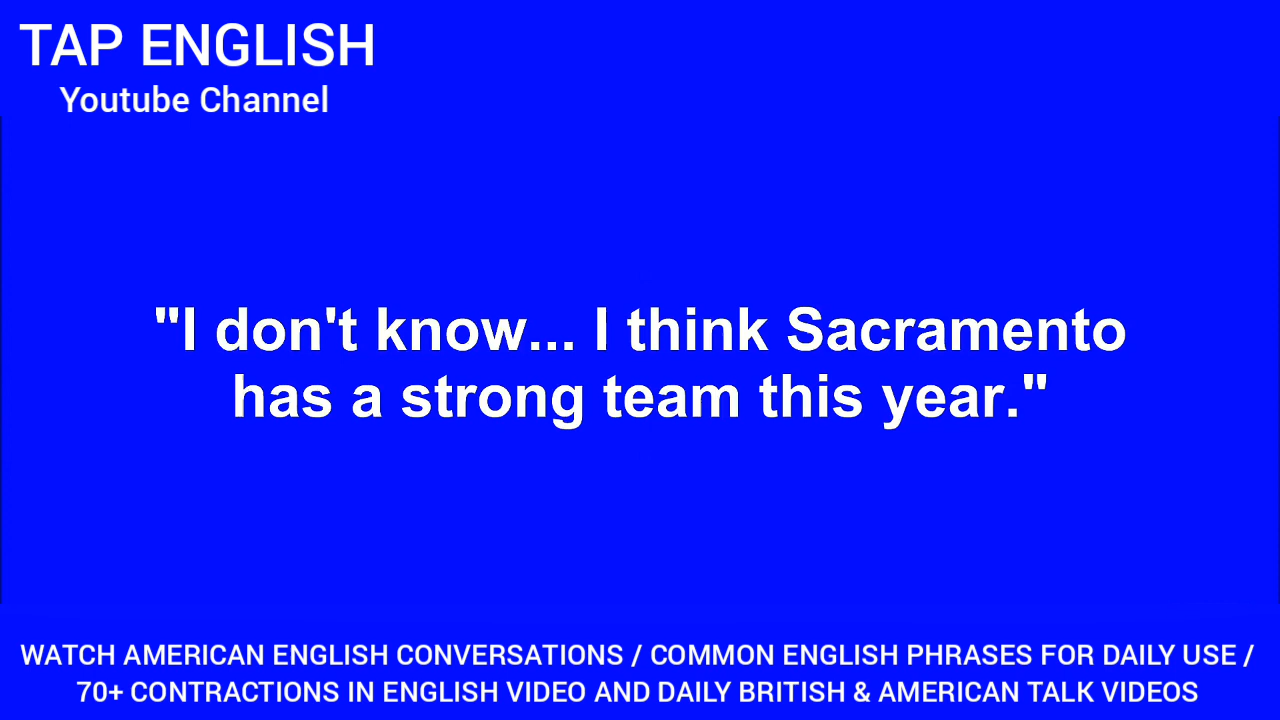 TAP ENGLISH
Youtube Channel
"I don't know... I think Sacramento
has a strong team this year."
WATCH AMERICAN ENGLISH CONVERSATIONS / COMMON ENGLISH PHRASES FOR DAILY USE /
70+ CONTRACTIONS IN ENGLISH VIDEO AND DAILY BRITISH & AMERICAN TALK VIDEOS